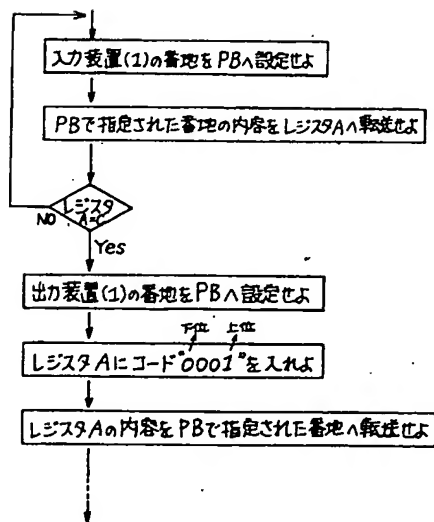 入力装置(1)の番地をPBへ設定せよ
PBで指定された番地の内容をレジスタAへ転送せよ
レジスタ
A=C
NO
Yes
出力装置(1)の番地をPBへ設定せよ
下位 上位
レジスタAにコード"0001"を入れよ
レジスタAの内容をPBで指定された番地へ転送せよ